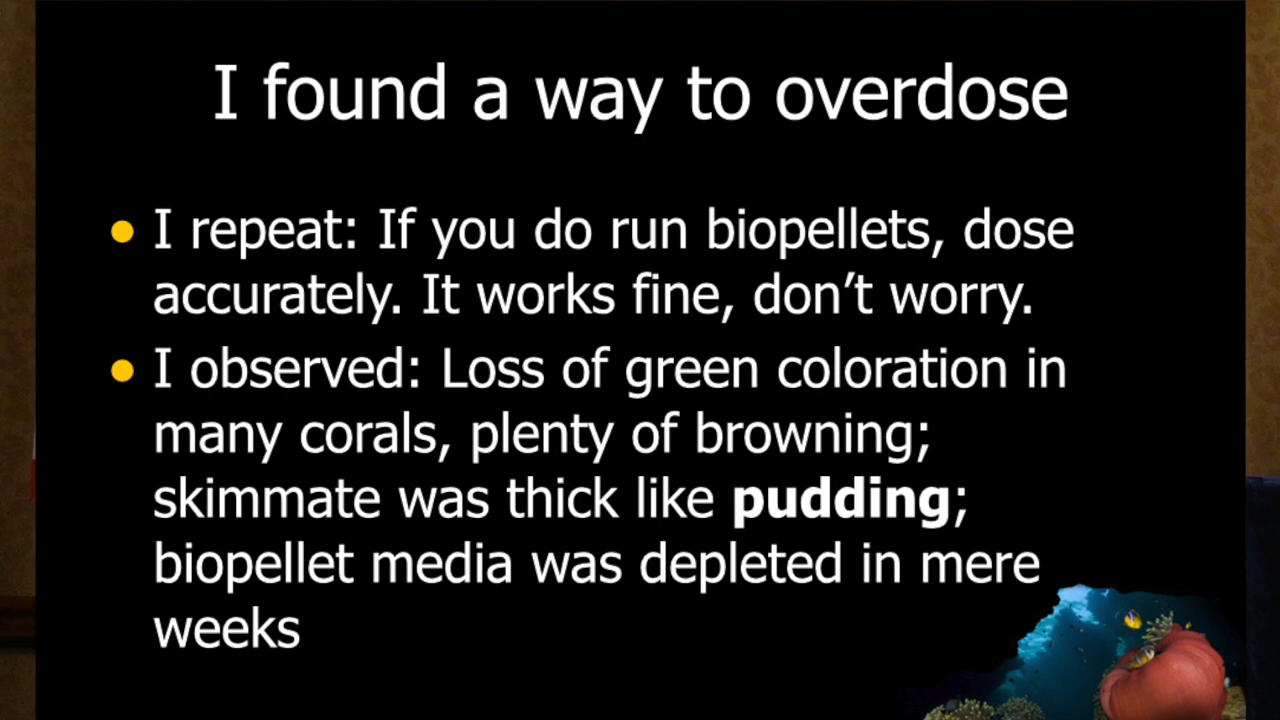 I found a way to overdose
I repeat: If you do run biopellets, dose
accurately. It works fine, don’t worry.
I observed: Loss of green coloration in
many corals, plenty of browning;
skimmate was thick like pudding;
biopellet media was depleted in mere
weeks